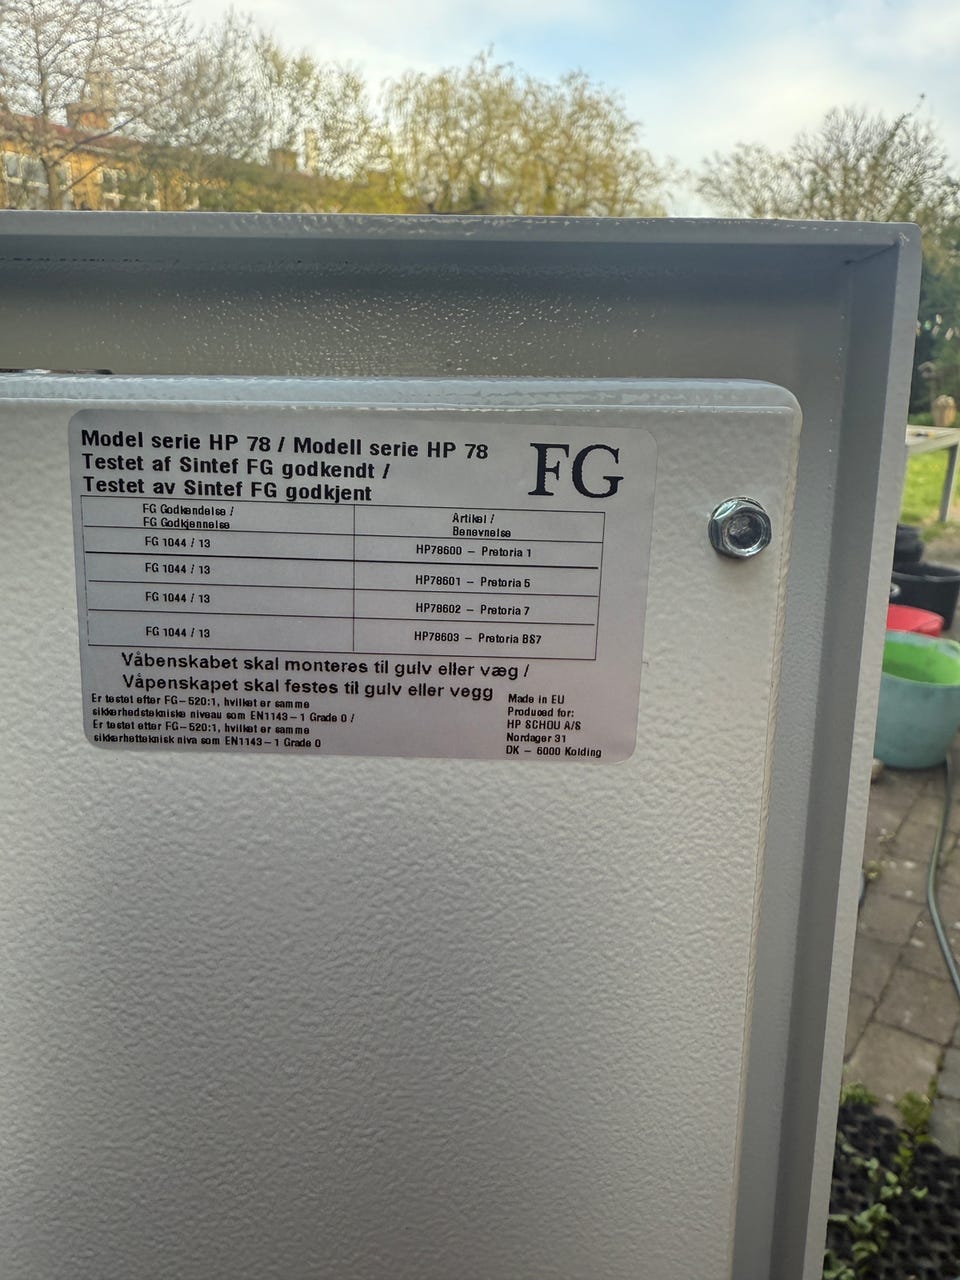 Model serie HP 78 / Modell serie HP 78
Testet af Sintef FG godkendt /
Testet av Sintef FG godkjent
FG
FG Godkendelse /
FG Godkjennelse
Artikel /
Benevnelse
FG 1044 / 13
HP78600 – Pretoria 1
FG 1044 / 13
HP78601 – Pretoria 5
FG 1044 / 13
HP78602 – Pretoria 7
FG 1044 / 13
HP78603 – Pretoria BS7
Våbenskabet skal monteres til gulv eller væg /
Våpenskapet skal festes til gulv eller vegg
Er testet efter FG–520:1, hvilket er samme
sikkerhedstekniske niveau som EN1143–1 Grade 0 /
Er testet etter FG–520:1, hvilket er samme
sikkerhetteknisk niva som EN1143–1 Grade 0
Made in EU
Produced for:
HP SCHOU A/S
Nordager 31
DK – 6000 Kolding